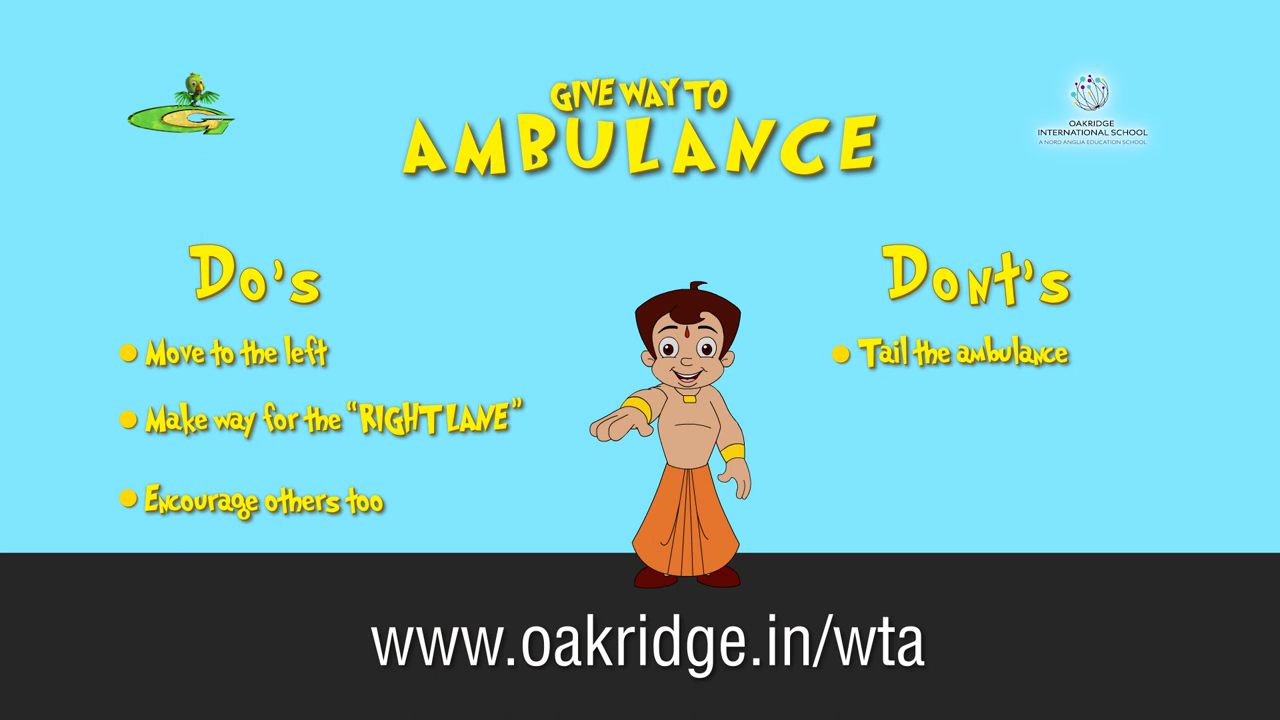 GIVE WAY TO
AMBULANCE
OAKRIDGE
INTERNATIONAL SCHOOL
A NORD ANGLIA EDUCATION SCHOOL
Do's
Move to the left
Make way for the "RIGHT LANE"
Encourage others too
Dont's
Tail the ambulance
www.oakridge.in/wta